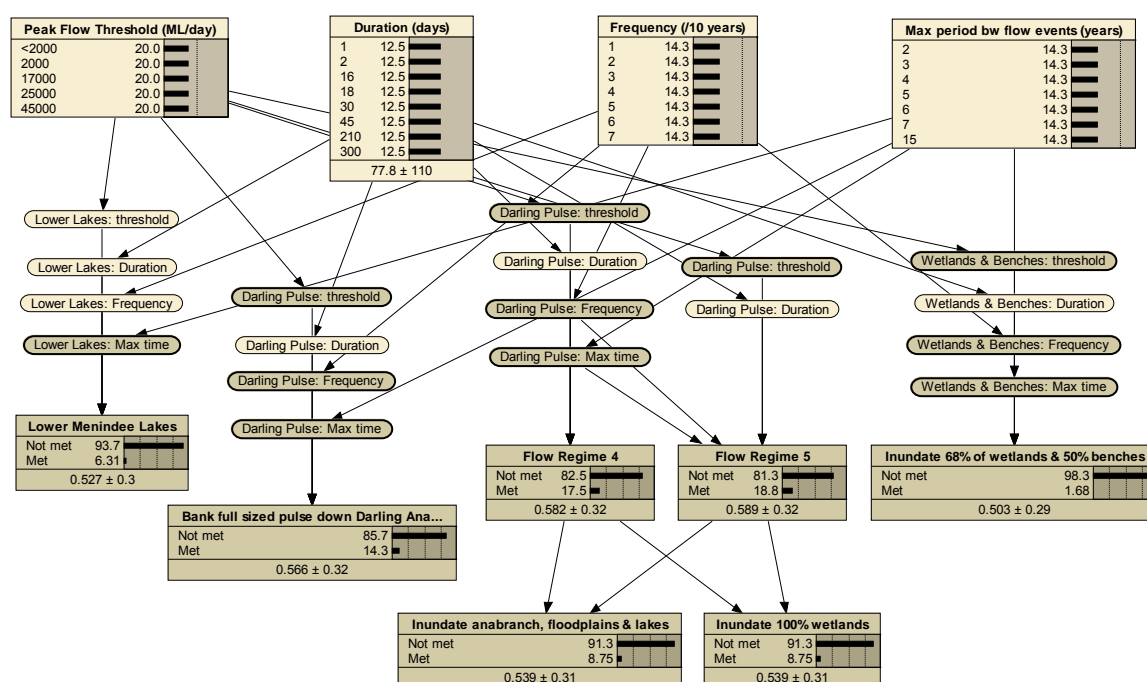 Peak Flow Threshold (ML/day)
<2000 20.0
2000 20.0
17000 20.0
25000 20.0
45000 20.0
Duration (days)
1 12.5
2 12.5
16 12.5
18 12.5
30 12.5
45 12.5
210 12.5
300 12.5
77.8 ± 110
Frequency (/10 years)
1 14.3
2 14.3
3 14.3
4 14.3
5 14.3
6 14.3
7 14.3
Max period bw flow events (years)
2 14.3
3 14.3
4 14.3
5 14.3
6 14.3
7 14.3
15 14.3
Lower Lakes: threshold
Lower Lakes: Duration
Lower Lakes: Frequency
Lower Lakes: Max time
Darling Pulse: threshold
Darling Pulse: Duration
Darling Pulse: Frequency
Darling Pulse: Max time
Darling Pulse: threshold
Darling Pulse: Duration
Darling Pulse: Frequency
Darling Pulse: Max time
Darling Pulse: threshold
Darling Pulse: Duration
Wetlands & Benches: threshold
Wetlands & Benches: Duration
Wetlands & Benches: Frequency
Wetlands & Benches: Max time
Lower Menindee Lakes
Not met 93.7
Met 6.31
0.527 ± 0.3
Bank full sized pulse down Darling Ana...
Not met 85.7
Met 14.3
0.566 ± 0.32
Flow Regime 4
Not met 82.5
Met 17.5
0.582 ± 0.32
Flow Regime 5
Not met 81.3
Met 18.8
0.589 ± 0.32
Inundate 68% of wetlands & 50% benches
Not met 98.3
Met 1.68
0.503 ± 0.29
Inundate anabranch, floodplains & lakes
Not met 91.3
Met 8.75
0.539 ± 0.31
Inundate 100% wetlands
Not met 91.3
Met 8.75
0.539 ± 0.31